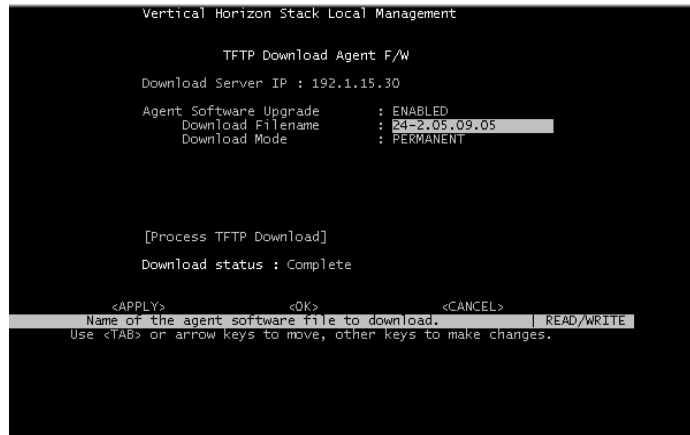 Vertical Horizon Stack Local Management
TFTP Download Agent F/W
Download Server IP : 192.1.15.30
Agent Software Upgrade : ENABLED
Download Filename : 24-2.05.09.05
Download Mode : PERMANENT
[Process TFTP Download]
Download status : Complete
<APPLY> <OK> <CANCEL>
Name of the agent software file to download. | READ/WRITE
Use <TAB> or arrow keys to move, other keys to make changes.